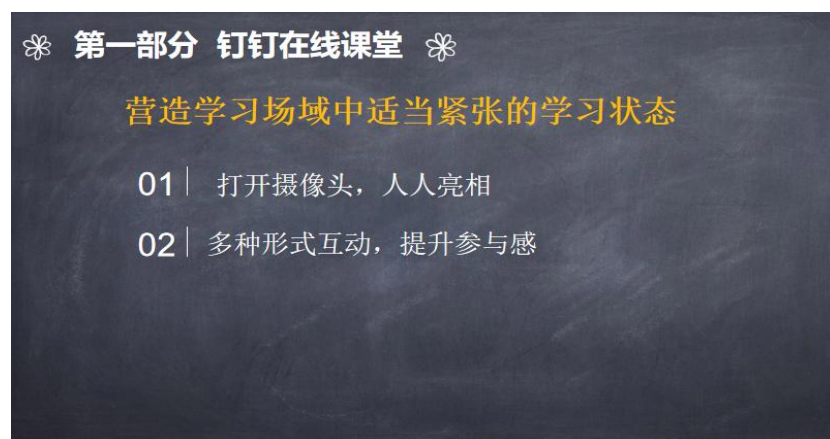 第一部分 钉钉在线课堂
营造学习场域中适当紧张的学习状态
01 打开摄像头，人人亮相
02 多种形式互动，提升参与感